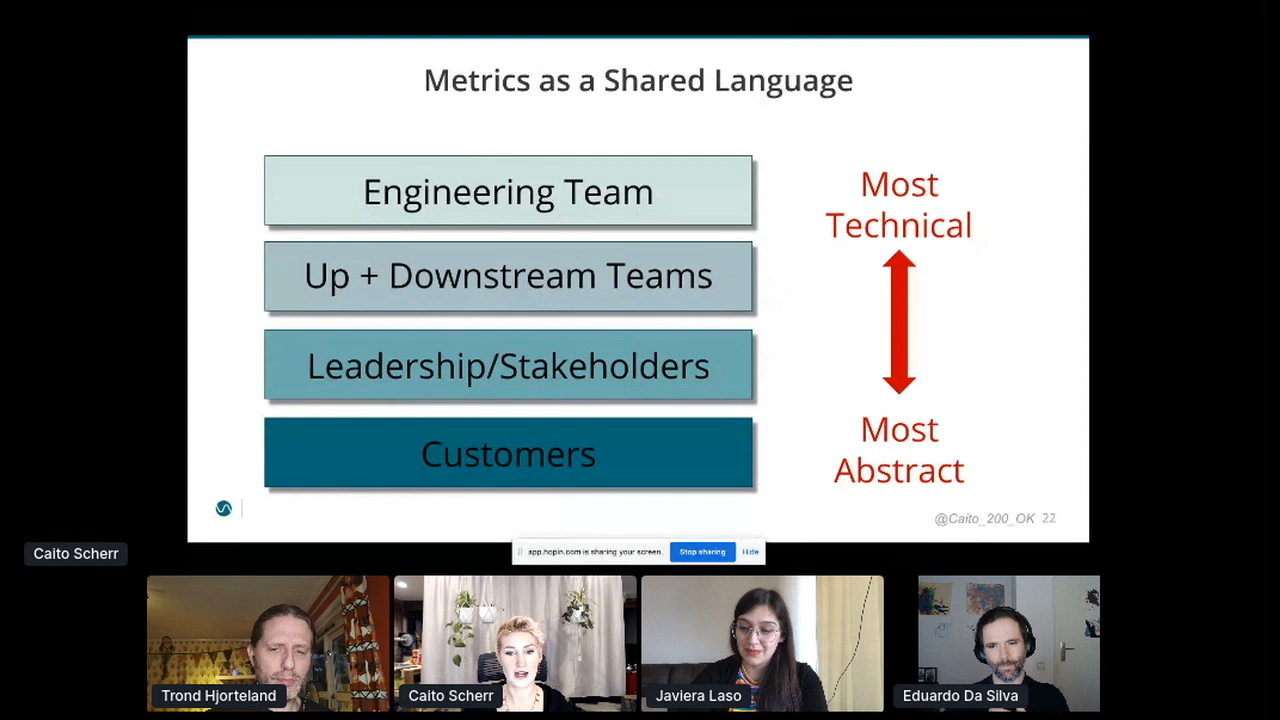 Metrics as a Shared Language
Engineering Team
Up + Downstream Teams
Leadership/Stakeholders
Customers
Most
Technical
Most
Abstract
@Caito_200_OK 22
Caito Scherr
app.hopin.com is sharing your screen.
Stop sharing
Hide
Trond Hjorteland
Caito Scherr
Javiera Laso
Eduardo Da Silva